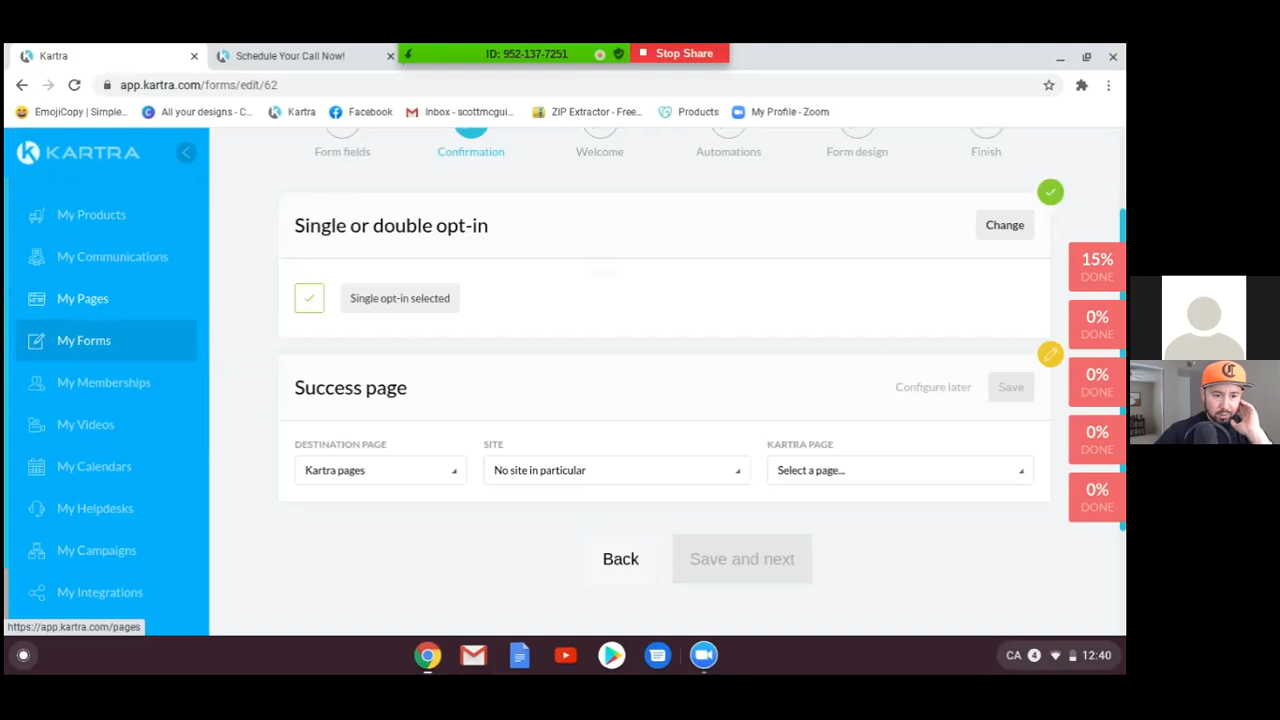 Kartra
Schedule Your Call Now!
ID: 952-137-7251
Stop Share
app.kartra.com/forms/edit/62
EmojiCopy | Simple...
All your designs - C...
Kartra
Facebook
Inbox - scottmcgui...
ZIP Extractor - Free...
Products
My Profile - Zoom
KARTRA
My Products
My Communications
My Pages
My Forms
My Memberships
My Videos
My Calendars
My Helpdesks
My Campaigns
My Integrations
https://app.kartra.com/pages
Form fields
Confirmation
Welcome
Automations
Form design
Finish
Single or double opt-in
Change
Single opt-in selected
Success page
Configure later
Save
DESTINATION PAGE
SITE
KARTRA PAGE
Kartra pages
No site in particular
Select a page...
Back
Save and next
15%
DONE
0%
DONE
0%
DONE
0%
DONE
0%
DONE
CA
4
12:40